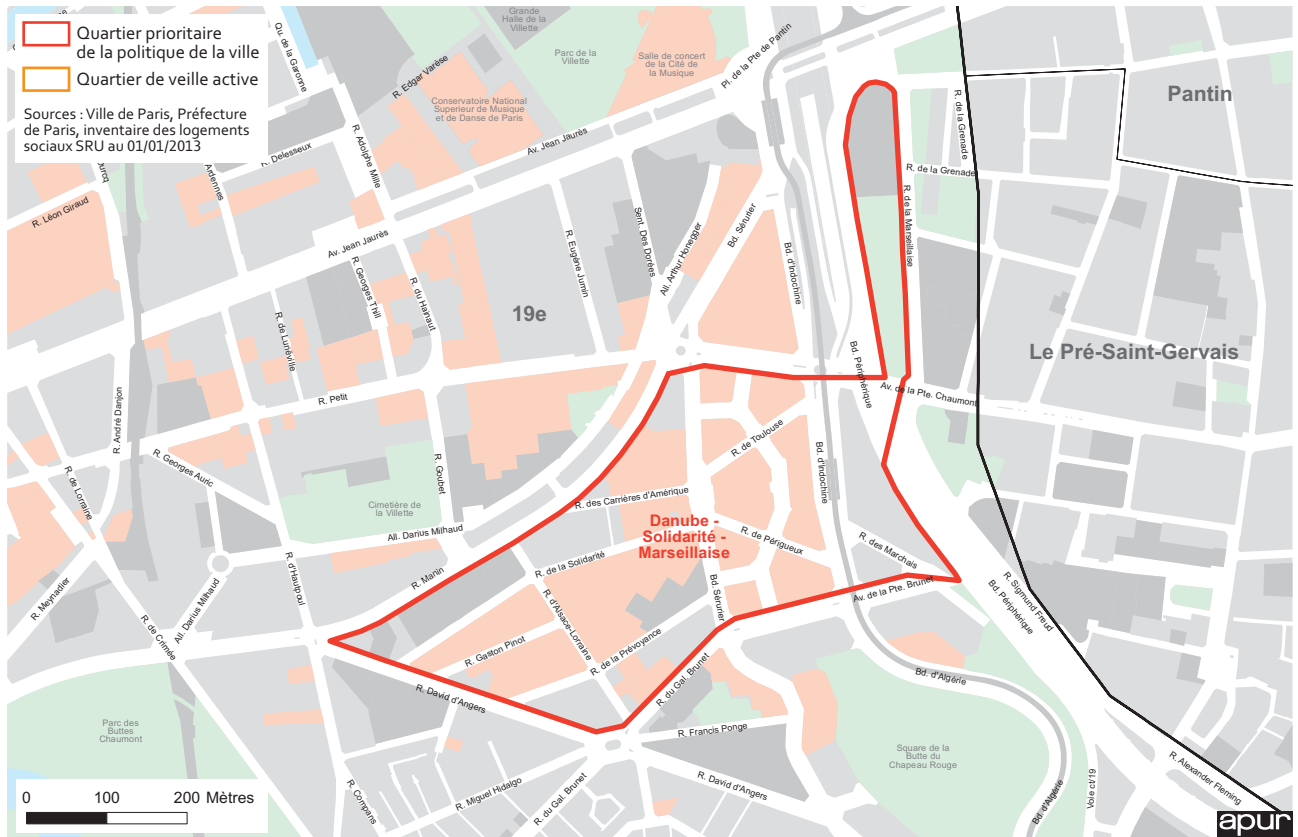 Quartier prioritaire
de la politique de la ville
Quartier de veille active
Sources : Ville de Paris, Préfecture
de Paris, inventaire des logements
sociaux SRU au 01/01/2013
Qu. de la Garonne
Grande
Halle de la
Villette
Parc de la
Villette
Salle de concert
de la Cité de
la Musique
Pl. de la Pte de Pantin
R. Edgar Varèse
Conservatoire National
Superieur de Musique
et de Danse de Paris
R. Adolphe Mille
R. Delesseux
Ardennes
R. Léon Giraud
Av. Jean Jaurès
Av. Jean Jaurès
R. de la Grenade
R. de la Grenade
Pantin
R. de la Marseillaise
Le Pré-Saint-Gervais
Sent. Des Dorées
All. Arthur Honegger
Bd. Sérurier
Bd. d'Indochine
R. Eugène Jumin
R. Georges Thill
R. du Hainaut
R. de Lunéville
19e
R. Petit
Bd. Périphérique
Av. de la Pte. Chaumont
R. André Danjon
R. de Lorraine
R. Georges Auric
R. Goubet
Cimetière de
la Villette
R. de Toulouse
Bd. d'Indochine
R. des Carrières d'Amérique
Danube -
Solidarité -
Marseillaise
All. Darius Milhaud
R. d'Hautpoul
R. Manin
R. de la Solidarité
R. de Périgueux
R. des Marchais
R. Meynadier
All. Darius Milhaud
R. de Crimée
R. d'Alsace-Lorraine
Bd. Sérurier
Av. de la Pte. Brunet
R. Sigmund Freud
Bd. Périphérique
R. Gaston Pinot
R. de la Prévoyance
R. du Gal. Brunet
R. David d'Angers
Bd. d'Algérie
Parc des
Buttes
Chaumont
R. Francis Ponge
Square de la
Butte du
Chapeau Rouge
R. Compans
R. Miguel Hidalgo
R. du Gal. Brunet
R. David d'Angers
Bd. d'Algérie
Voie ct/19
R. Alexander Fleming
0 100 200 Mètres
apur